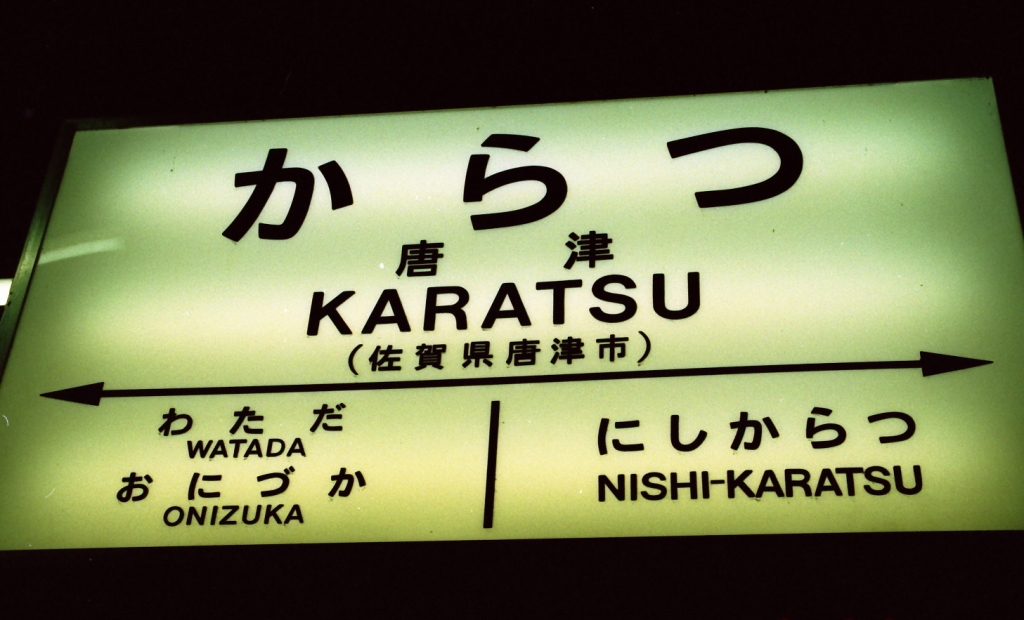 からつ
唐津
KARATSU
(佐賀県唐津市)
わただ
WATADA
おにづか
ONIZUKA
にしからつ
NISHI-KARATSU